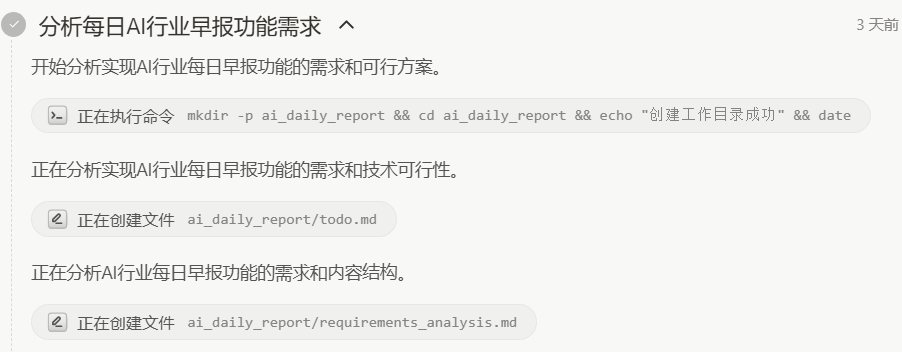 分析每日AI行业早报功能需求
3 天前
开始分析实现AI行业每日早报功能的需求和可行方案。
正在执行命令 mkdir -p ai_daily_report && cd ai_daily_report && echo "创建工作目录成功" && date
正在分析实现AI行业每日早报功能的需求和技术可行性。
正在创建文件 ai_daily_report/todo.md
正在分析AI行业每日早报功能的需求和内容结构。
正在创建文件 ai_daily_report/requirements_analysis.md